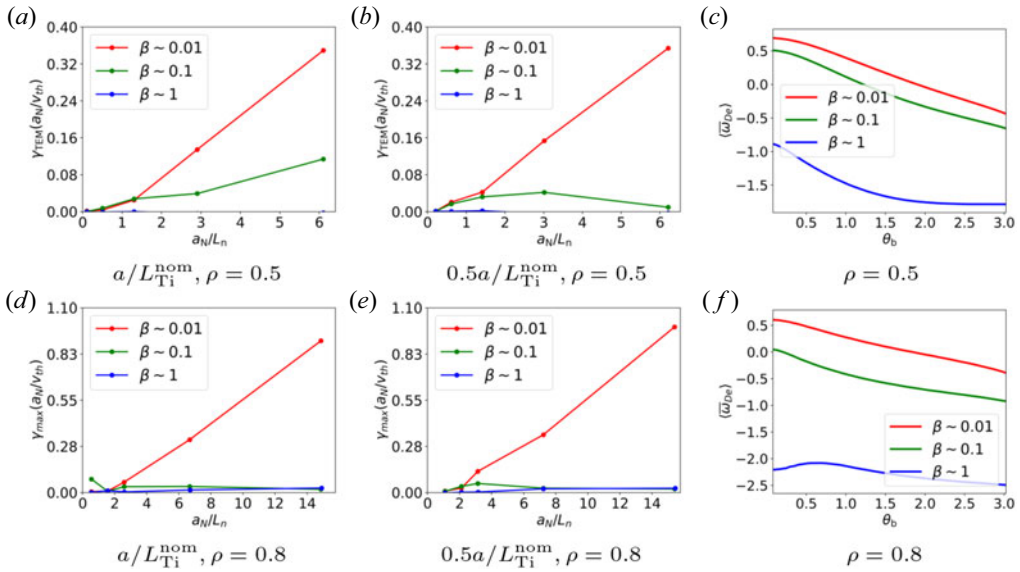 (a)
0.40
0.32
0.24
0.16
0.08
0.00
γTEM(aN/vth)
β ~ 0.01
β ~ 0.1
β ~ 1
0 1 2 3 4 5 6
aN/Ln
a/L_Ti^nom, ρ = 0.5
(b)
0.40
0.32
0.24
0.16
0.08
0.00
γTEM(aN/vth)
β ~ 0.01
β ~ 0.1
β ~ 1
1 2 3 4 5 6
aN/Ln
0.5a/L_Ti^nom, ρ = 0.5
(c)
0.5
0.0
−0.5
−1.0
−1.5
⟨ω̅De⟩
β ~ 0.01
β ~ 0.1
β ~ 1
0.5 1.0 1.5 2.0 2.5 3.0
θb
ρ = 0.5
(d)
1.10
0.83
0.55
0.28
0.00
γmax(aN/vth)
β ~ 0.01
β ~ 0.1
β ~ 1
0 2 4 6 8 10 12 14
aN/Ln
a/L_Ti^nom, ρ = 0.8
(e)
1.10
0.83
0.55
0.28
0.00
γmax(aN/vth)
β ~ 0.01
β ~ 0.1
β ~ 1
2 4 6 8 10 12 14
aN/Ln
0.5a/L_Ti^nom, ρ = 0.8
(f)
0.5
0.0
−0.5
−1.0
−1.5
−2.0
−2.5
⟨ω̅De⟩
β ~ 0.01
β ~ 0.1
β ~ 1
0.5 1.0 1.5 2.0 2.5 3.0
θb
ρ = 0.8